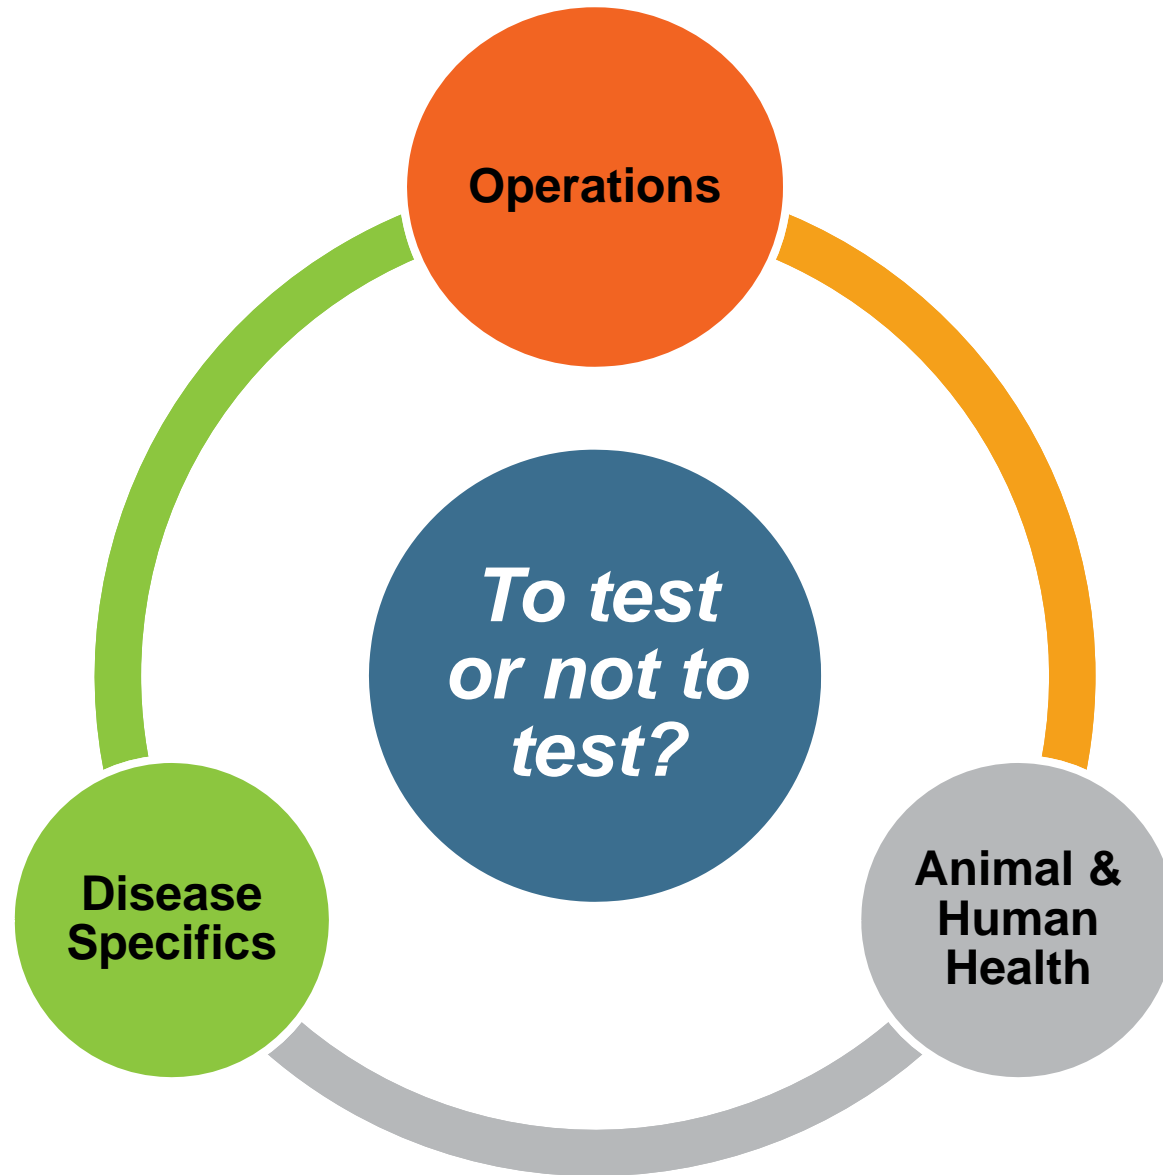 Operations
To test
or not to
test?
Disease
Specifics
Animal &
Human
Health